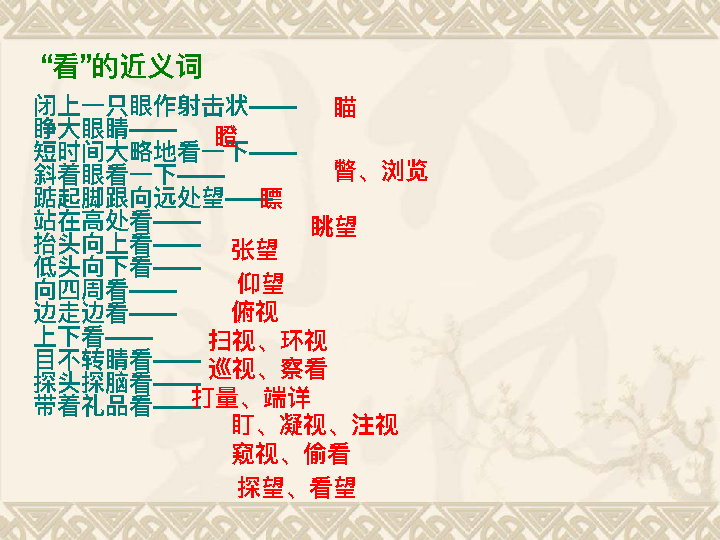 “看”的近义词
闭上一只眼作射击状——
瞄
睁大眼睛——
瞪
短时间大略地看一下——
瞥、浏览
斜着眼看一下——
瞟
踮起脚跟向远处望——
眺望
站在高处看——
张望
抬头向上看——
仰望
低头向下看——
俯视
向四周看——
扫视、环视
边走边看——
巡视、察看
上下看——
打量、端详
目不转睛看——
盯、凝视、注视
探头探脑看——
窥视、偷看
带着礼品看——
探望、看望